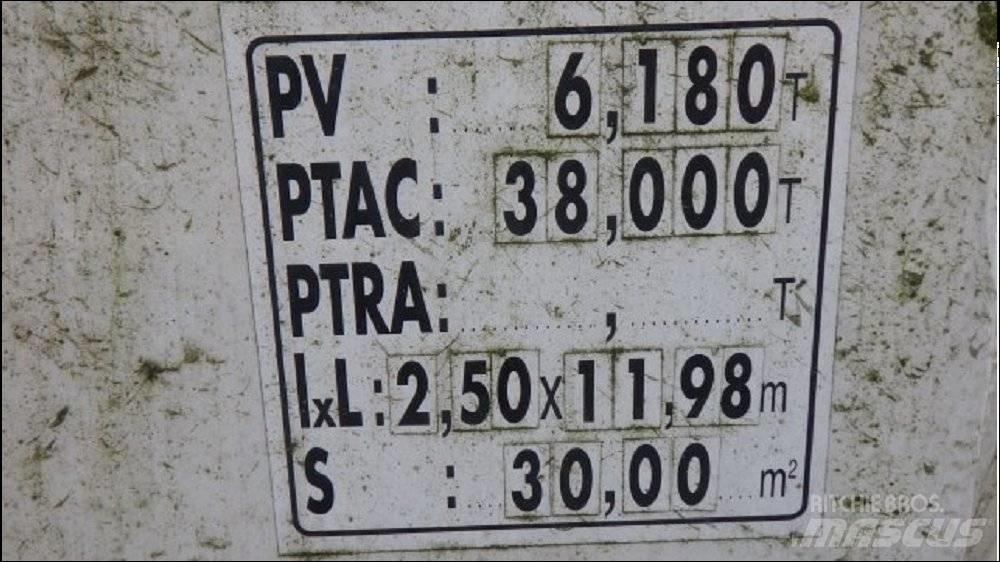 PV : 6,180 T
PTAC : 38,000 T
PTRA : , T
lxL : 2,50 x 11,98 m
S : 30,00 m²
RITCHIE BROS.
MASCUS